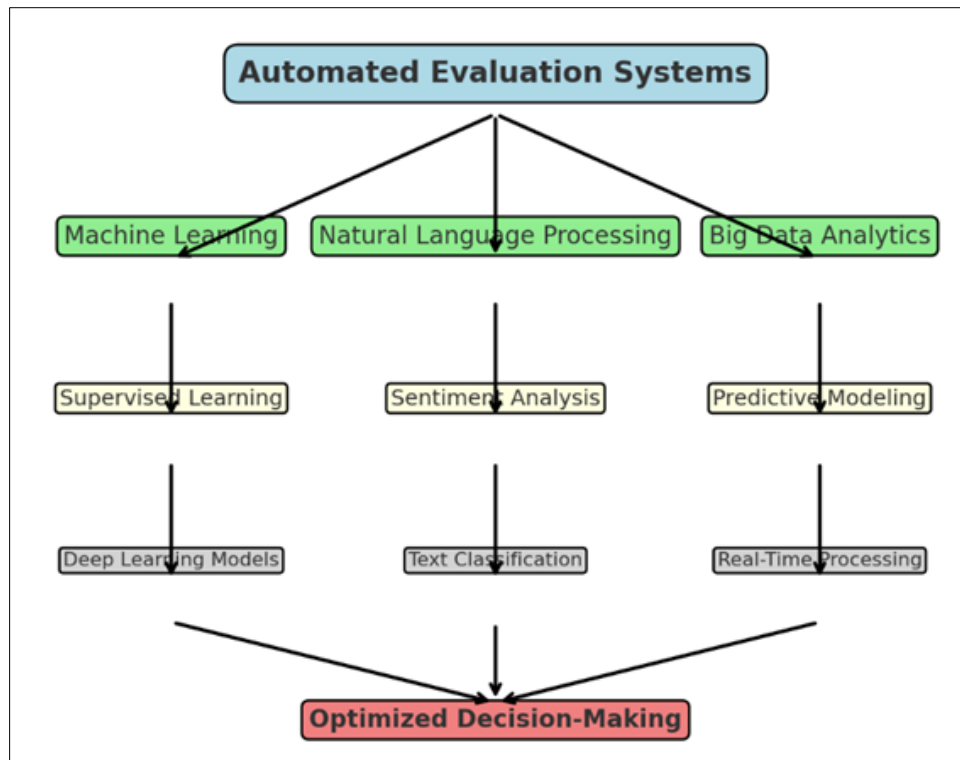 Automated Evaluation Systems
Machine Learning
Natural Language Processing
Big Data Analytics
Supervised Learning
Sentiment Analysis
Predictive Modeling
Deep Learning Models
Text Classification
Real-Time Processing
Optimized Decision-Making